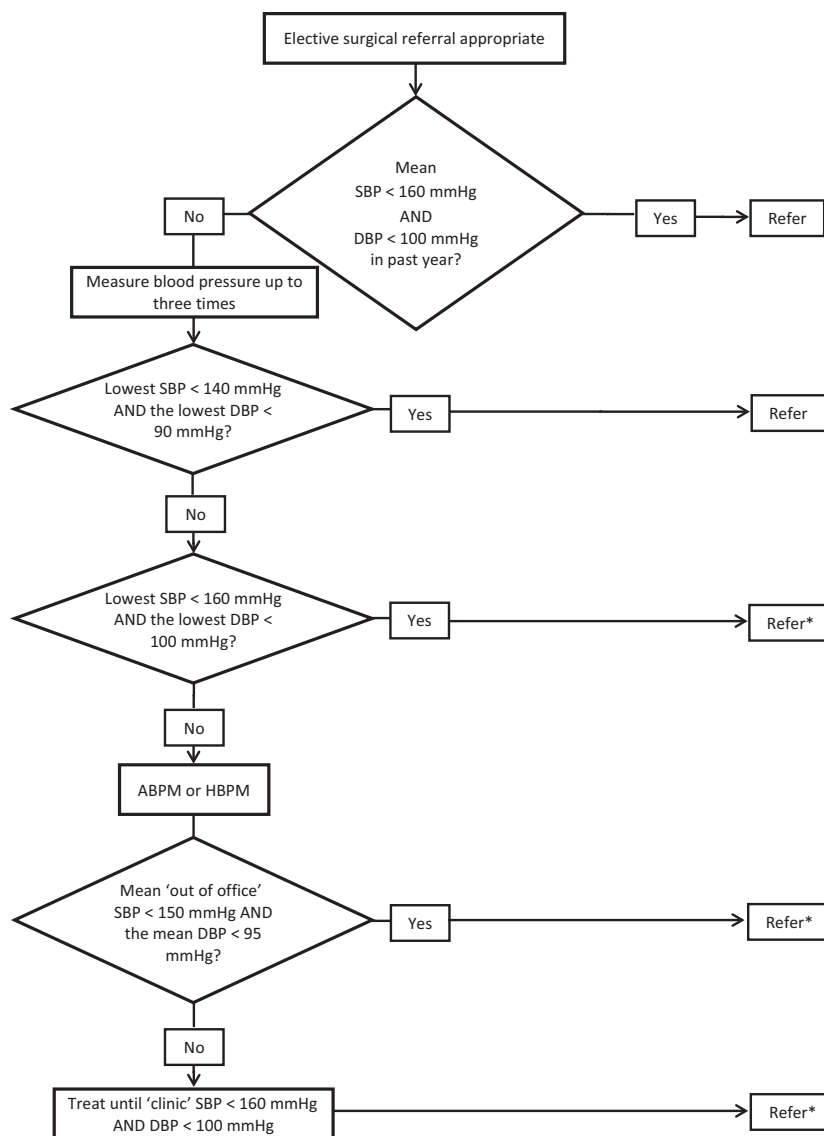 Elective surgical referral appropriate
Mean
SBP < 160 mmHg
AND
DBP < 100 mmHg
in past year?
No
Yes
Refer
Measure blood pressure up to
three times
Lowest SBP < 140 mmHg
AND the lowest DBP <
90 mmHg?
Yes
Refer
No
Lowest SBP < 160 mmHg
AND the lowest DBP <
100 mmHg?
Yes
Refer*
No
ABPM or HBPM
Mean ‘out of office’
SBP < 150 mmHg AND
the mean DBP < 95
mmHg?
Yes
Refer*
No
Treat until ‘clinic’ SBP < 160 mmHg
AND DBP < 100 mmHg
Refer*